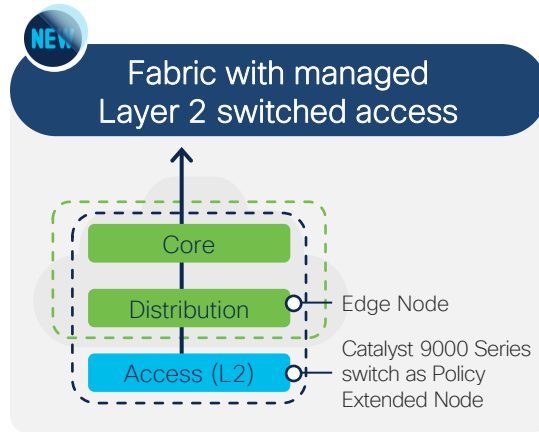 NEW
Fabric with managed
Layer 2 switched access
Core
Distribution
Edge Node
Access (L2)
Catalyst 9000 Series
switch as Policy
Extended Node